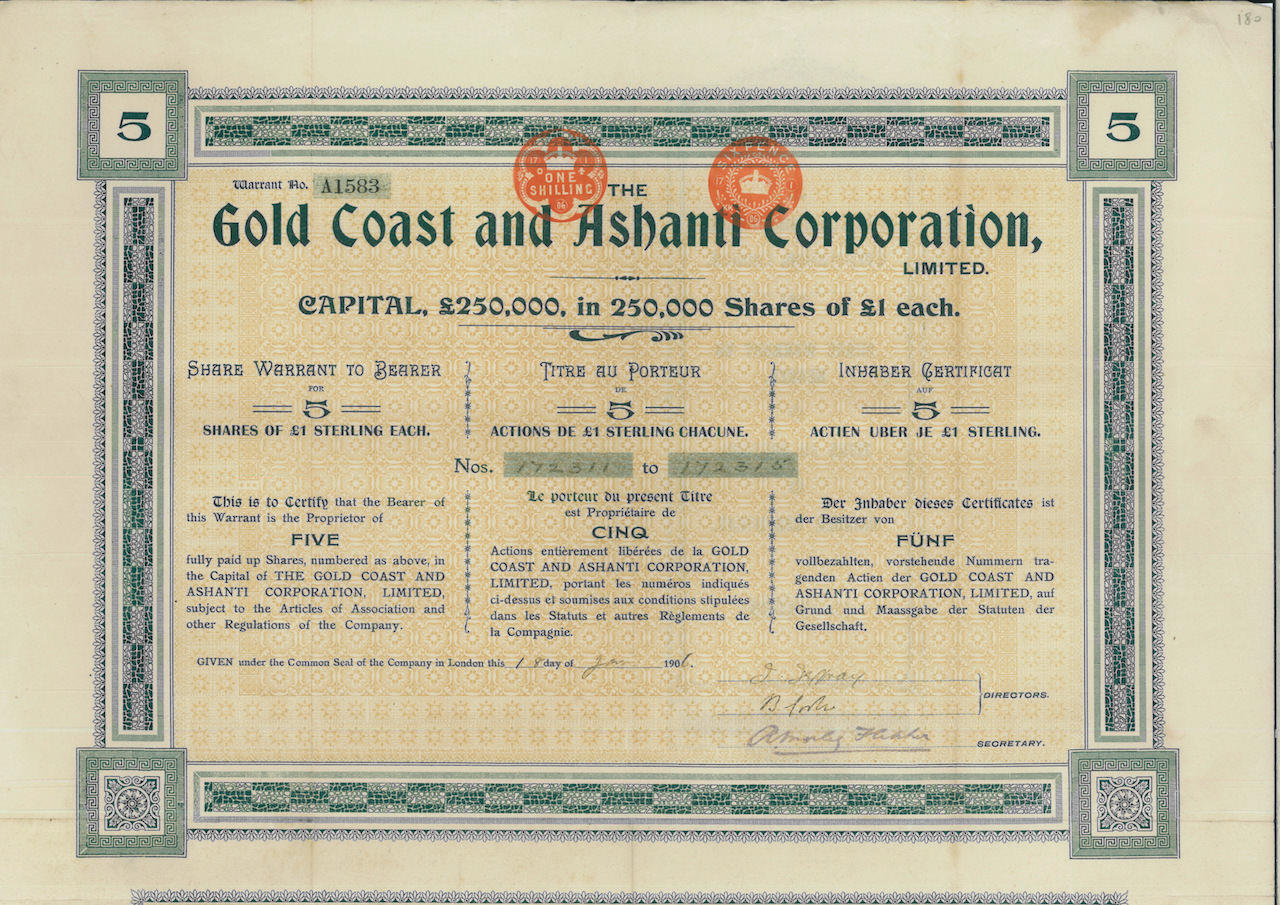 180
5
5
17 1
ONE
SHILLING
06
SIX PENCE
17 1
06
Warrant No. A1583
THE
Gold Coast and Ashanti Corporation,
LIMITED.
CAPITAL, £250,000, in 250,000 Shares of £1 each.
SHARE WARRANT TO BEARER
FOR
5
SHARES OF £1 STERLING EACH.
TITRE AU PORTEUR
DE
5
ACTIONS DE £1 STERLING CHACUNE.
INHABER CERTIFICAT
AUF
5
ACTIEN UBER JE £1 STERLING.
Nos. 172311 to 172315
This is to Certify that the Bearer of
this Warrant is the Proprietor of
FIVE
fully paid up Shares, numbered as above, in
the Capital of THE GOLD COAST AND
ASHANTI CORPORATION, LIMITED,
subject to the Articles of Association and
other Regulations of the Company.
Le porteur du present Titre
est Propriétaire de
CINQ
Actions entièrement libérées de la GOLD
COAST AND ASHANTI CORPORATION,
LIMITED, portant les numéros indiqués
ci-dessus et soumises aux conditions stipulées
dans les Statuts et autres Règlements de
la Compagnie.
Der Inhaber dieses Certificates ist
der Besitzer von
FÜNF
vollbezahlten, vorstehende Nummern tra-
genden Actien der GOLD COAST AND
ASHANTI CORPORATION, LIMITED, auf
Grund und Maassgabe der Statuten der
Gesellschaft.
GIVEN under the Common Seal of the Company in London this 18 day of Jan 1906.
DIRECTORS.
SECRETARY.